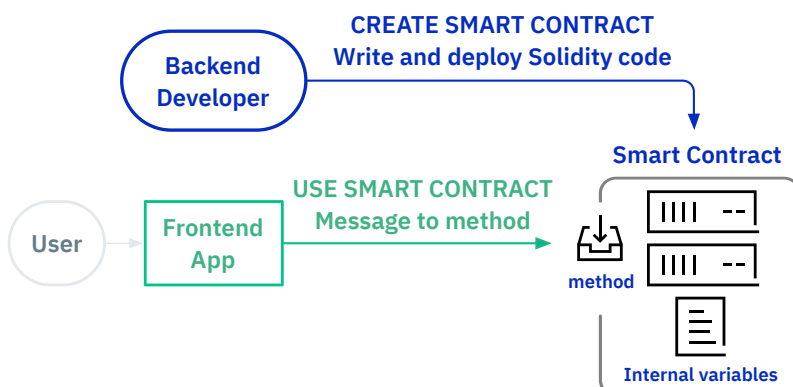 CREATE SMART CONTRACT
Write and deploy Solidity code
Backend
Developer
Smart Contract
USE SMART CONTRACT
Message to method
User
Frontend
App
method
Internal variables